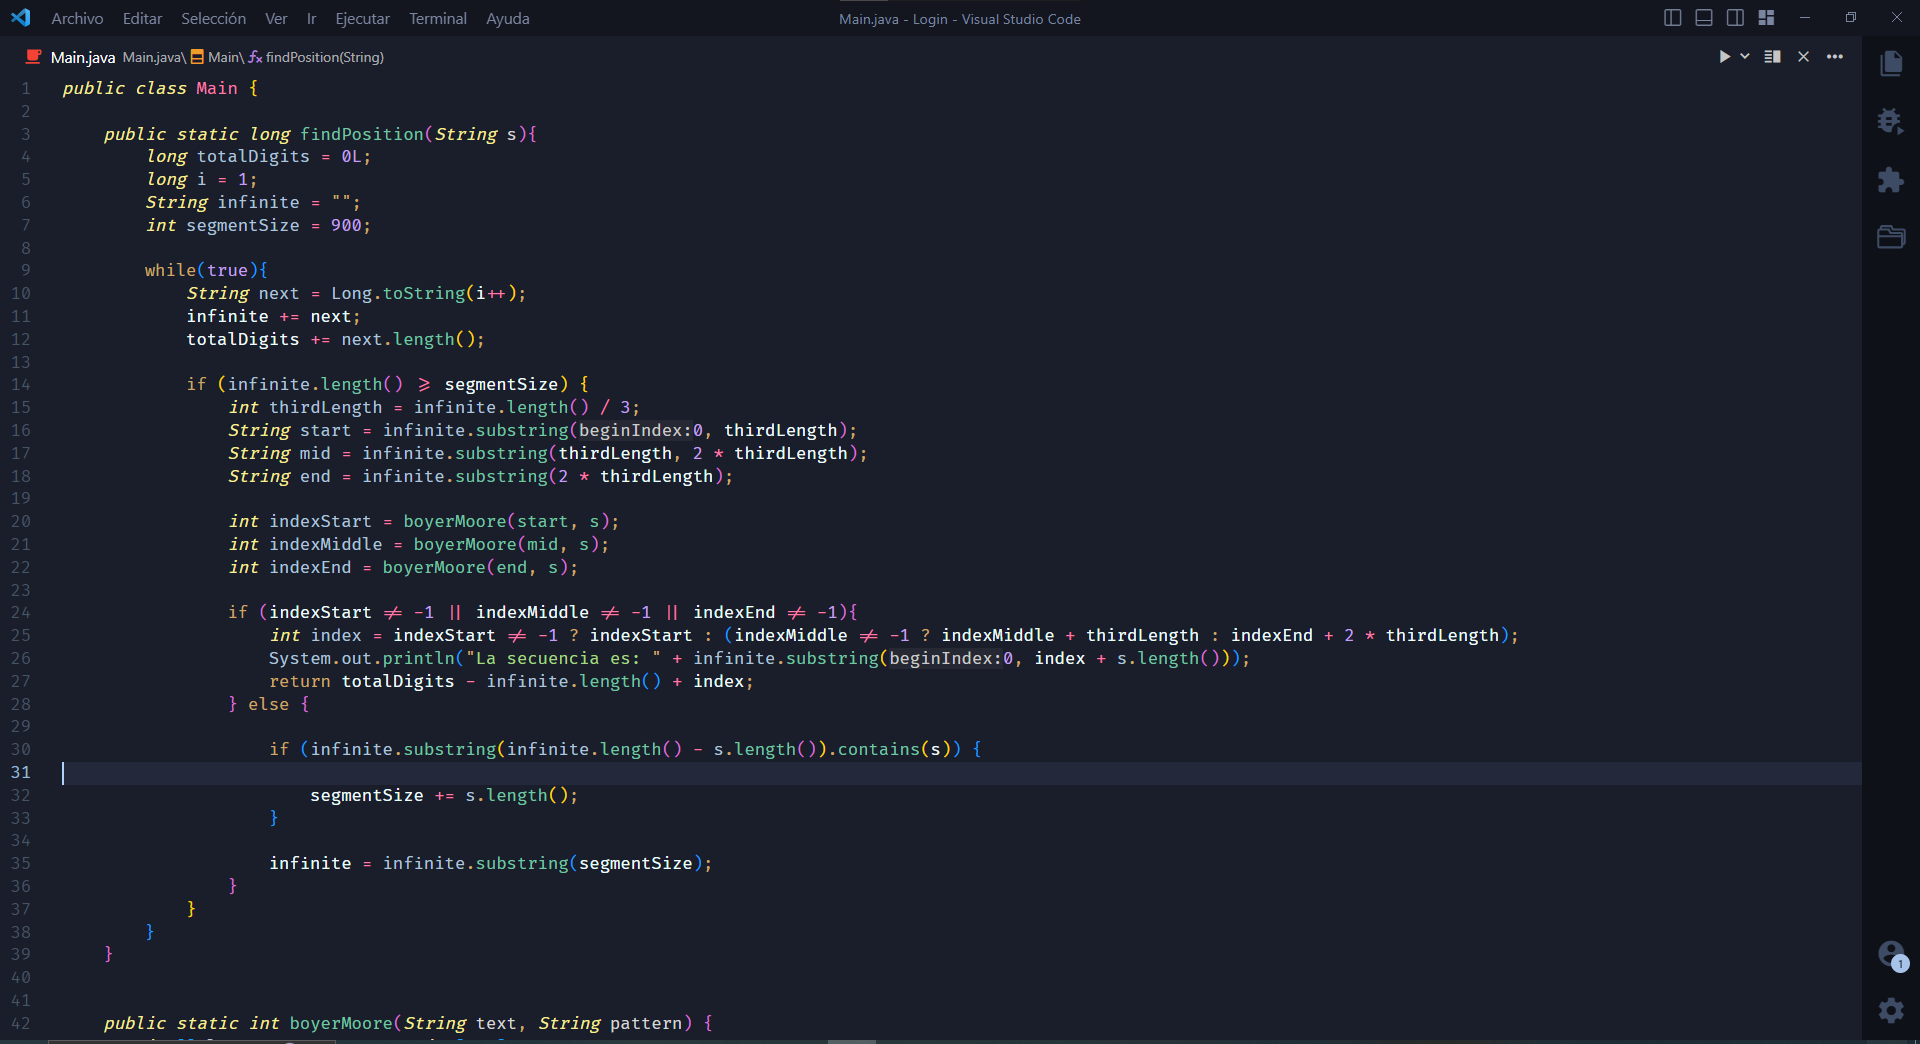 Archivo Editar Selección Ver Ir Ejecutar Terminal Ayuda
Main.java - Login - Visual Studio Code
Main.java Main.java\ Main\ findPosition(String)
1 public class Main {
2
3 public static long findPosition(String s){
4 long totalDigits = 0L;
5 long i = 1;
6 String infinite = "";
7 int segmentSize = 900;
8
9 while(true){
10 String next = Long.toString(i++);
11 infinite += next;
12 totalDigits += next.length();
13
14 if (infinite.length() >= segmentSize) {
15 int thirdLength = infinite.length() / 3;
16 String start = infinite.substring(beginIndex:0, thirdLength);
17 String mid = infinite.substring(thirdLength, 2 * thirdLength);
18 String end = infinite.substring(2 * thirdLength);
19
20 int indexStart = boyerMoore(start, s);
21 int indexMiddle = boyerMoore(mid, s);
22 int indexEnd = boyerMoore(end, s);
23
24 if (indexStart != -1 || indexMiddle != -1 || indexEnd != -1){
25 int index = indexStart != -1 ? indexStart : (indexMiddle != -1 ? indexMiddle + thirdLength : indexEnd + 2 * thirdLength);
26 System.out.println("La secuencia es: " + infinite.substring(beginIndex:0, index + s.length()));
27 return totalDigits - infinite.length() + index;
28 } else {
29
30 if (infinite.substring(infinite.length() - s.length()).contains(s)) {
31
32 segmentSize += s.length();
33 }
34
35 infinite = infinite.substring(segmentSize);
36 }
37 }
38 }
39 }
40
41
42 public static int boyerMoore(String text, String pattern) {
1